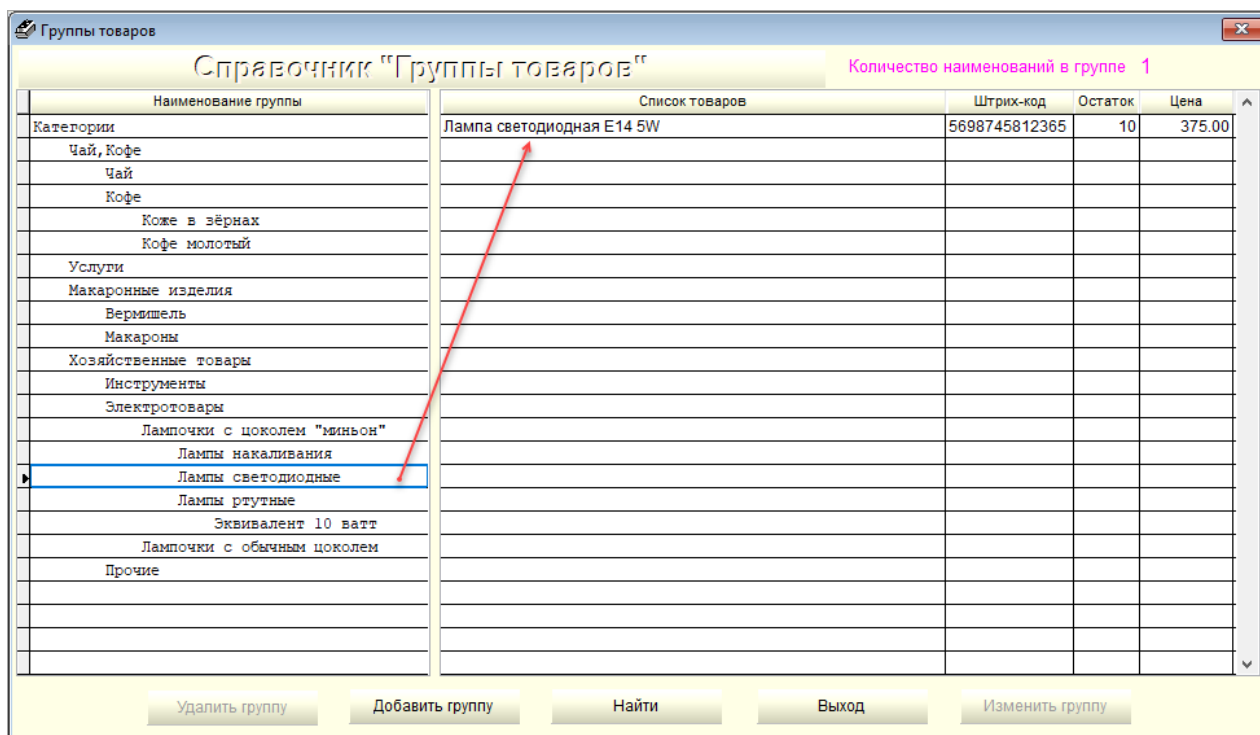 Группы товаров
Справочник "Группы товаров"
Количество наименований в группе 1
Наименование группы Список товаров Штрих-код Остаток Цена
Категории Лампа светодиодная E14 5W 5698745812365 10 375.00
Чай,Кофе
Чай
Кофе
Коже в зёрнах
Кофе молотый
Услуги
Макаронные изделия
Вермишель
Макароны
Хозяйственные товары
Инструменты
Электротовары
Лампочки с цоколем "миньон"
Лампы накаливания
Лампы светодиодные
Лампы ртутные
Эквивалент 10 ватт
Лампочки с обычным цоколем
Прочие
Удалить группу Добавить группу Найти Выход Изменить группу